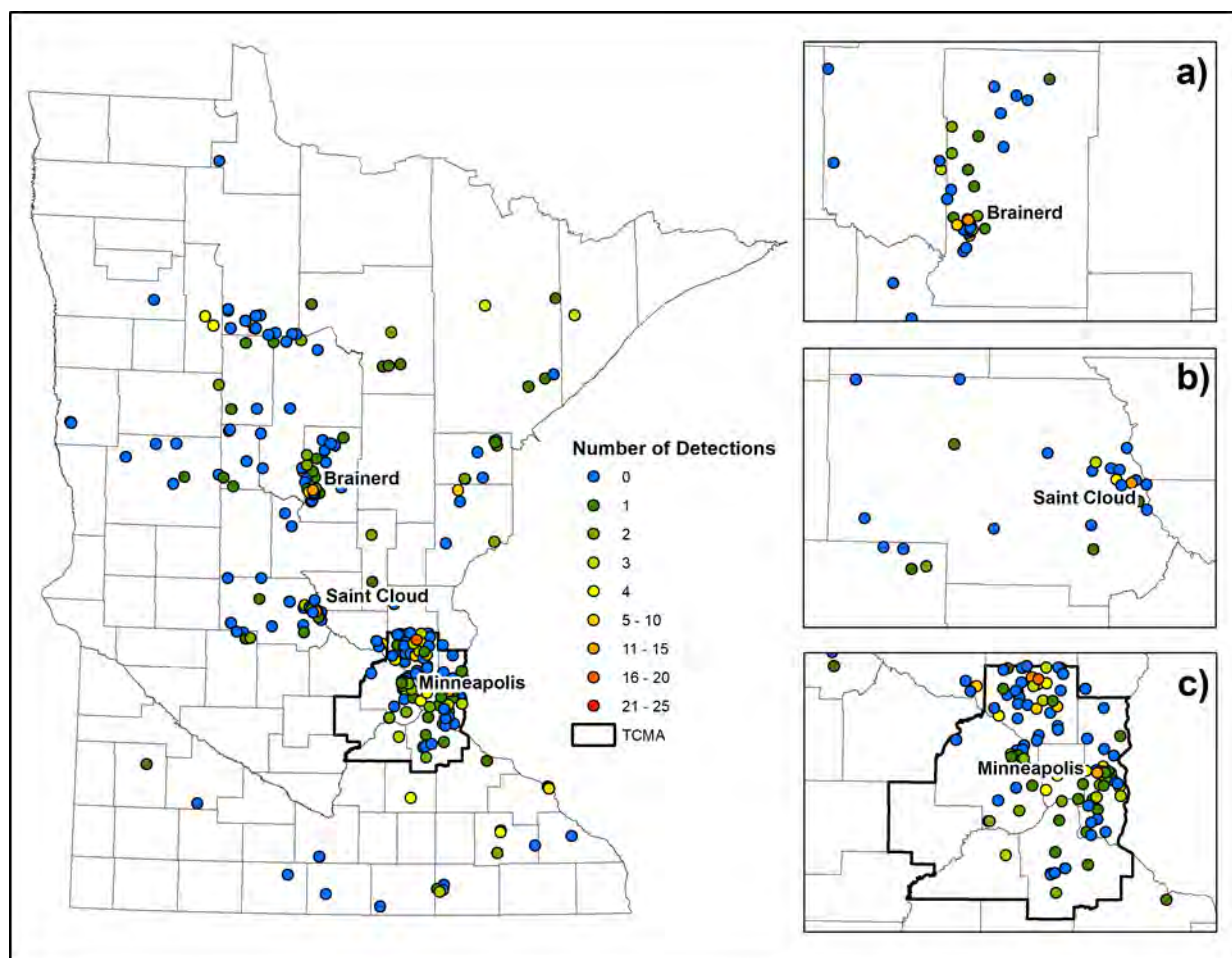 Brainerd
Saint Cloud
Minneapolis
Number of Detections
0
1
2
3
4
5 - 10
11 - 15
16 - 20
21 - 25
TCMA
a)
Brainerd
b)
Saint Cloud
c)
Minneapolis